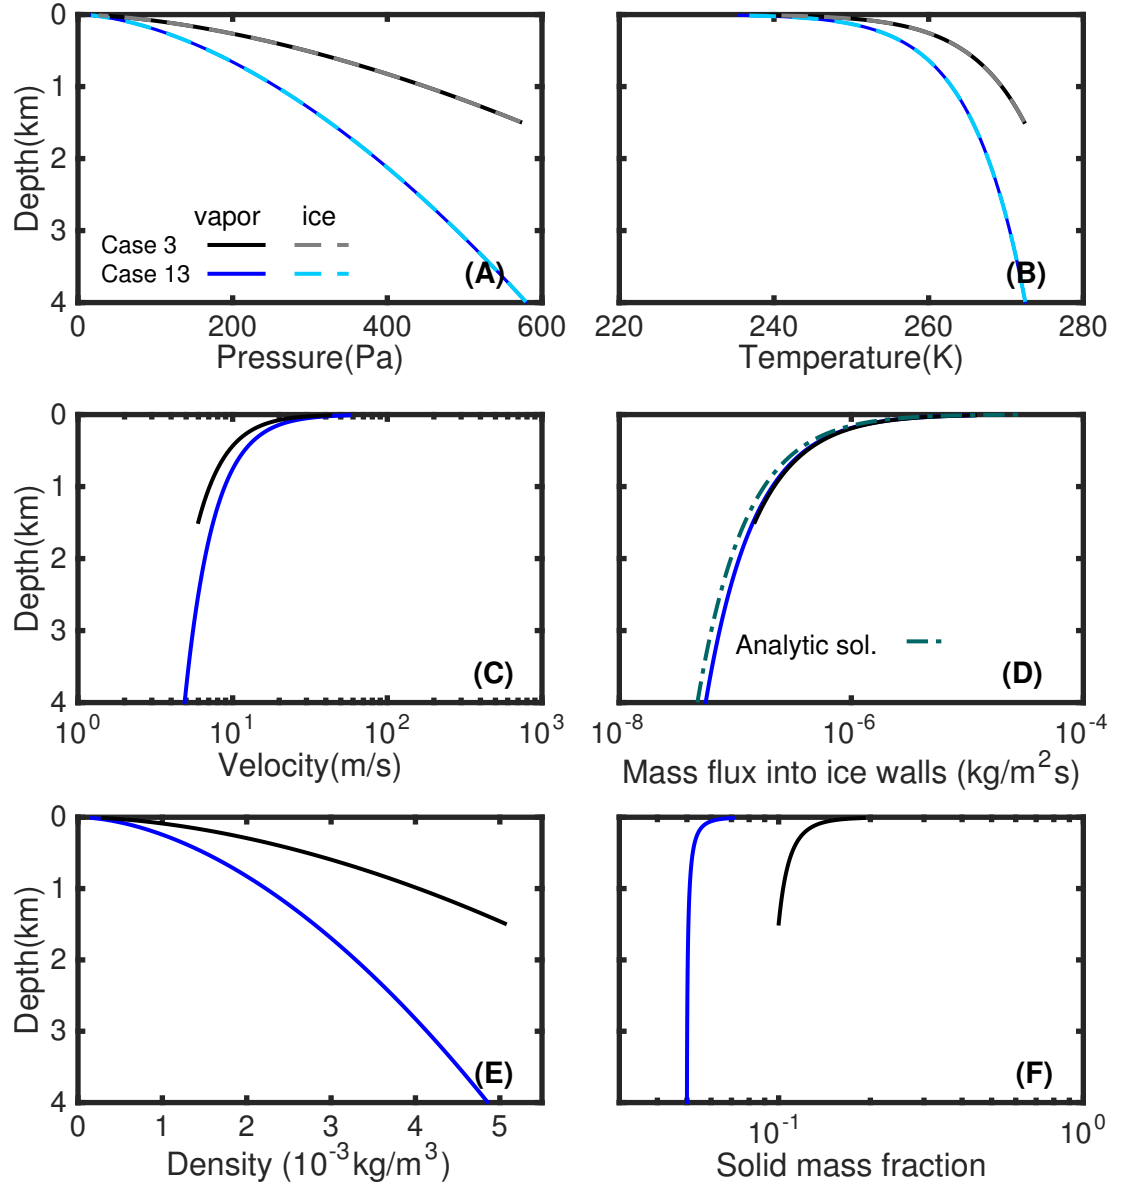 0
1
2
3
4
Depth(km)
vapor ice
Case 3
Case 13
(A)
0 200 400 600
Pressure(Pa)
(B)
220 240 260 280
Temperature(K)
0
1
2
3
4
Depth(km)
(C)
10^0 10^1 10^2 10^3
Velocity(m/s)
Analytic sol.
(D)
10^-8 10^-6 10^-4
Mass flux into ice walls (kg/m^2s)
0
1
2
3
4
Depth(km)
(E)
0 1 2 3 4 5
Density (10^-3kg/m^3)
(F)
10^-1 10^0
Solid mass fraction